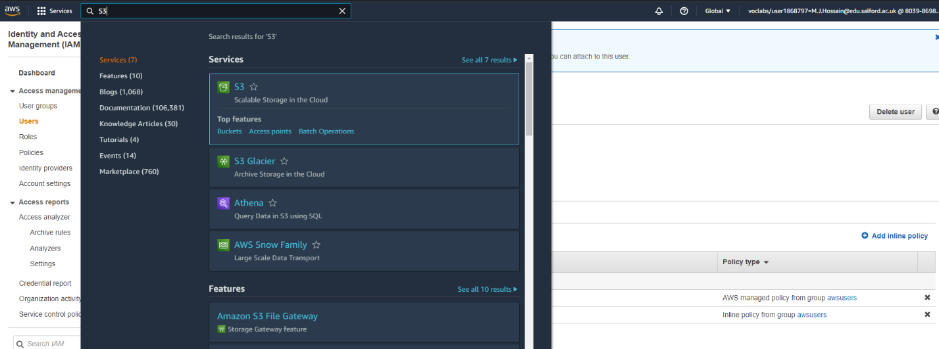 aws Services S3 Global voclabs/user1868797=M.J.Hossain@edu.salford.ac.uk @ 8039-8698...
Identity and Acces
Management (IAM
Dashboard
Access manageme
User groups
Users
Roles
Policies
Identity providers
Account settings
Access reports
Access analyzer
Archive rules
Analyzers
Settings
Credential report
Organization activity
Service control polic
Search IAM
Search results for 'S3'
Services (7)
Features (10)
Blogs (1,068)
Documentation (106,381)
Knowledge Articles (30)
Tutorials (4)
Events (14)
Marketplace (760)
Services See all 7 results
S3
Scalable Storage in the Cloud
Top features
Buckets Access points Batch Operations
S3 Glacier
Archive Storage in the Cloud
Athena
Query Data in S3 using SQL
AWS Snow Family
Large Scale Data Transport
Features See all 10 results
Amazon S3 File Gateway
Storage Gateway feature
ou can attach to this user.
Delete user
Add inline policy
Policy type
AWS managed policy from group awsusers
Inline policy from group awsusers